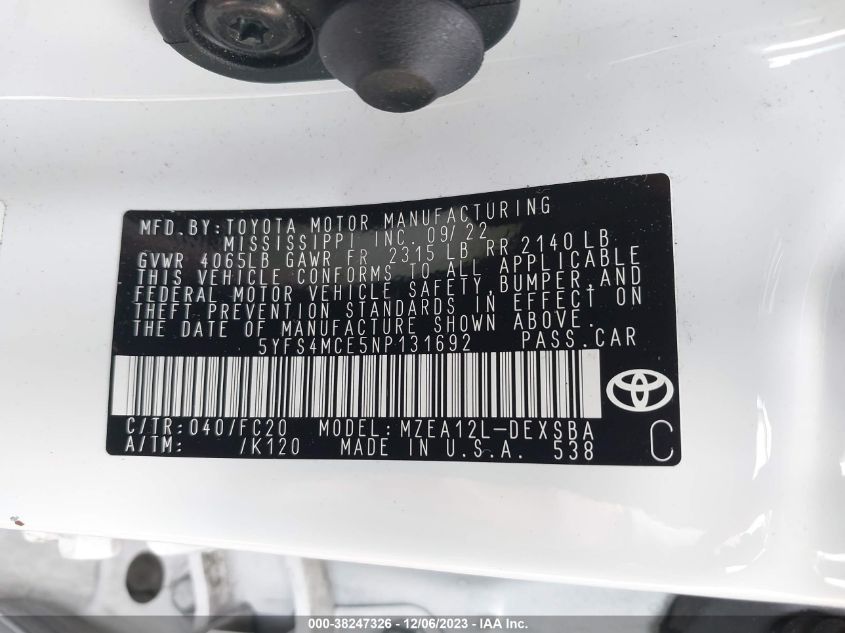 MFD.BY:TOYOTA MOTOR MANUFACTURING
MISSISSIPPI INC. 09/22
GVWR 4065LB GAWR FR 2315 LB RR 2140 LB
THIS VEHICLE CONFORMS TO ALL APPLICABLE
FEDERAL MOTOR VEHICLE SAFETY,BUMPER,AND
THEFT PREVENTION STANDARDS IN EFFECT ON
THE DATE OF MANUFACTURE SHOWN ABOVE.
5YFS4MCE5NP131692 PASS.CAR
C/TR:040/FC20 MODEL:MZEA12L-DEXSBA
A/TM: /K120 MADE IN U.S.A. 538 C
000-38247326 - 12/06/2023 - IAA Inc.